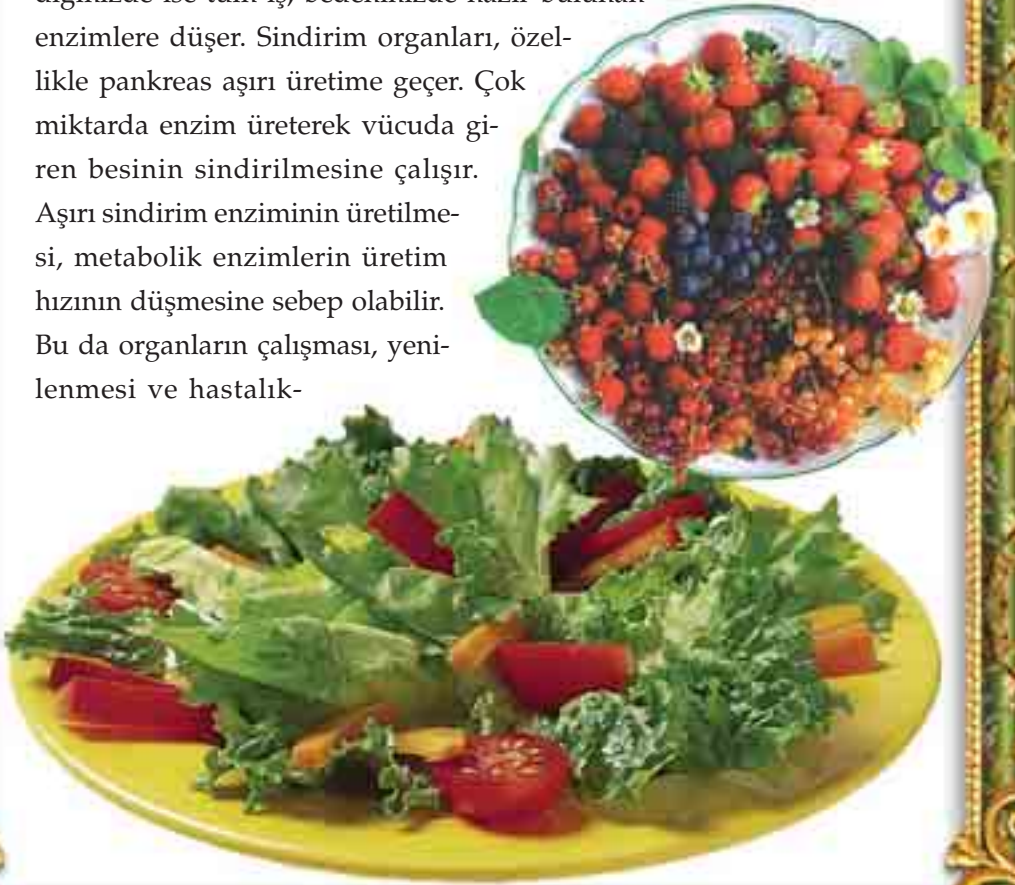 enzimlere düşer. Sindirim organları, özel-
likle pankreas aşırı üretime geçer. Çok
miktarda enzim üreterek vücuda gi-
ren besinin sindirilmesine çalışır.
Aşırı sindirim enziminin üretilme-
si, metabolik enzimlerin üretim
hızının düşmesine sebep olabilir.
Bu da organların çalışması, yeni-
lenmesi ve hastalık-